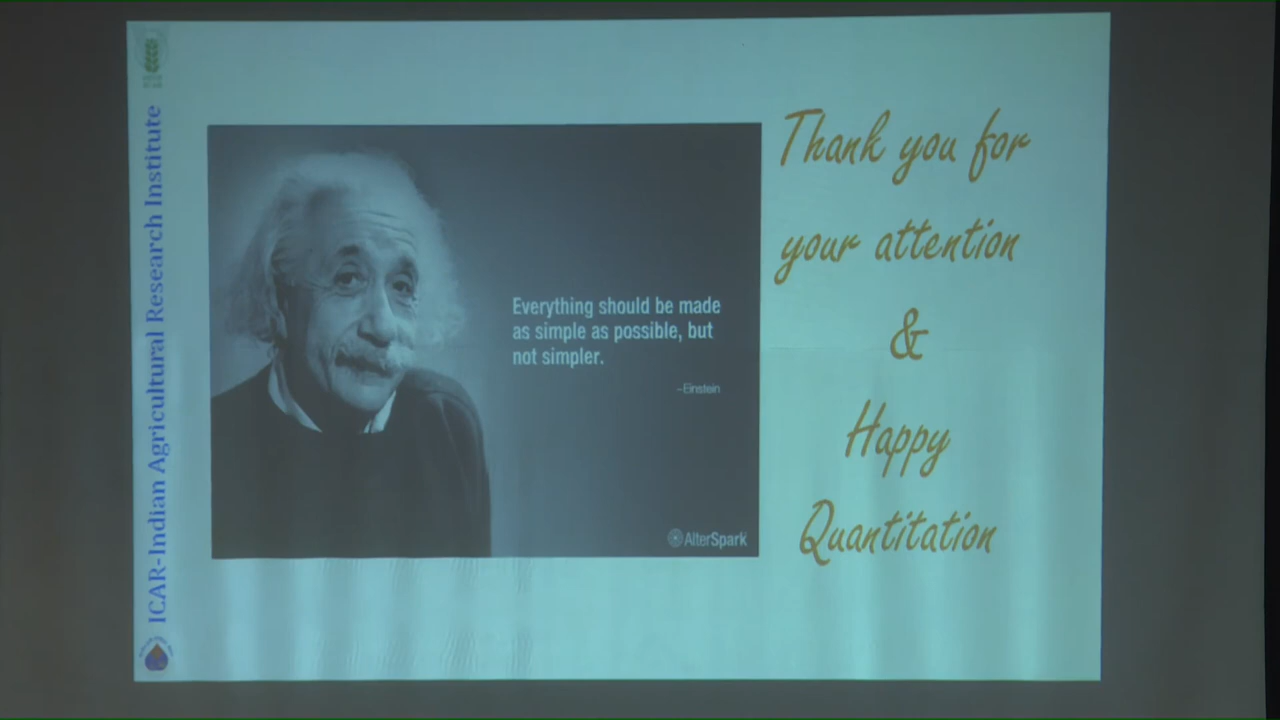 ICAR-Indian Agricultural Research Institute
Everything should be made
as simple as possible, but
not simpler.
–Einstein
AlterSpark
Thank you for
your attention
&
Happy
Quantitation